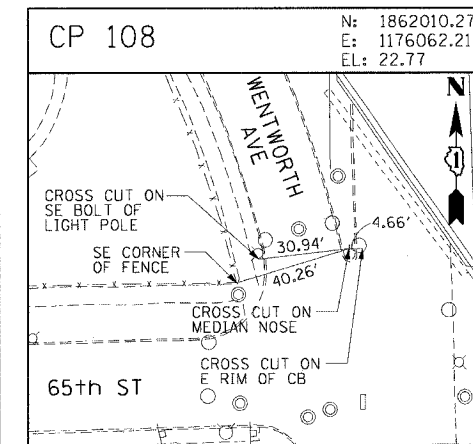 CP 108
N: 1862010.27
E: 1176062.21
EL: 22.77
N
WENTWORTH
AVE
CROSS CUT ON
SE BOLT OF
LIGHT POLE
4.66'
30.94'
SE CORNER
OF FENCE
40.26'
CROSS CUT ON
MEDIAN NOSE
CROSS CUT ON
E RIM OF CB
65th ST